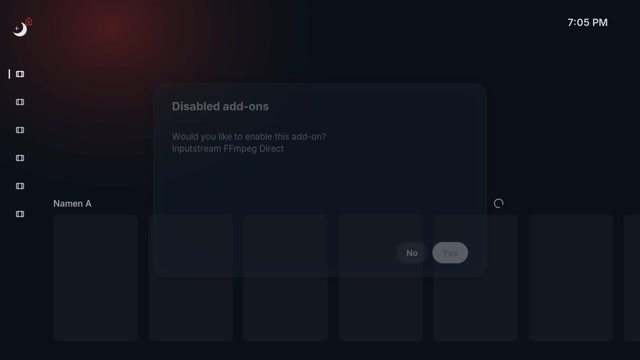 7:05 PM
Disabled add-ons
Would you like to enable this add-on?
Inputstream FFmpeg Direct
Namen A
No
Yes